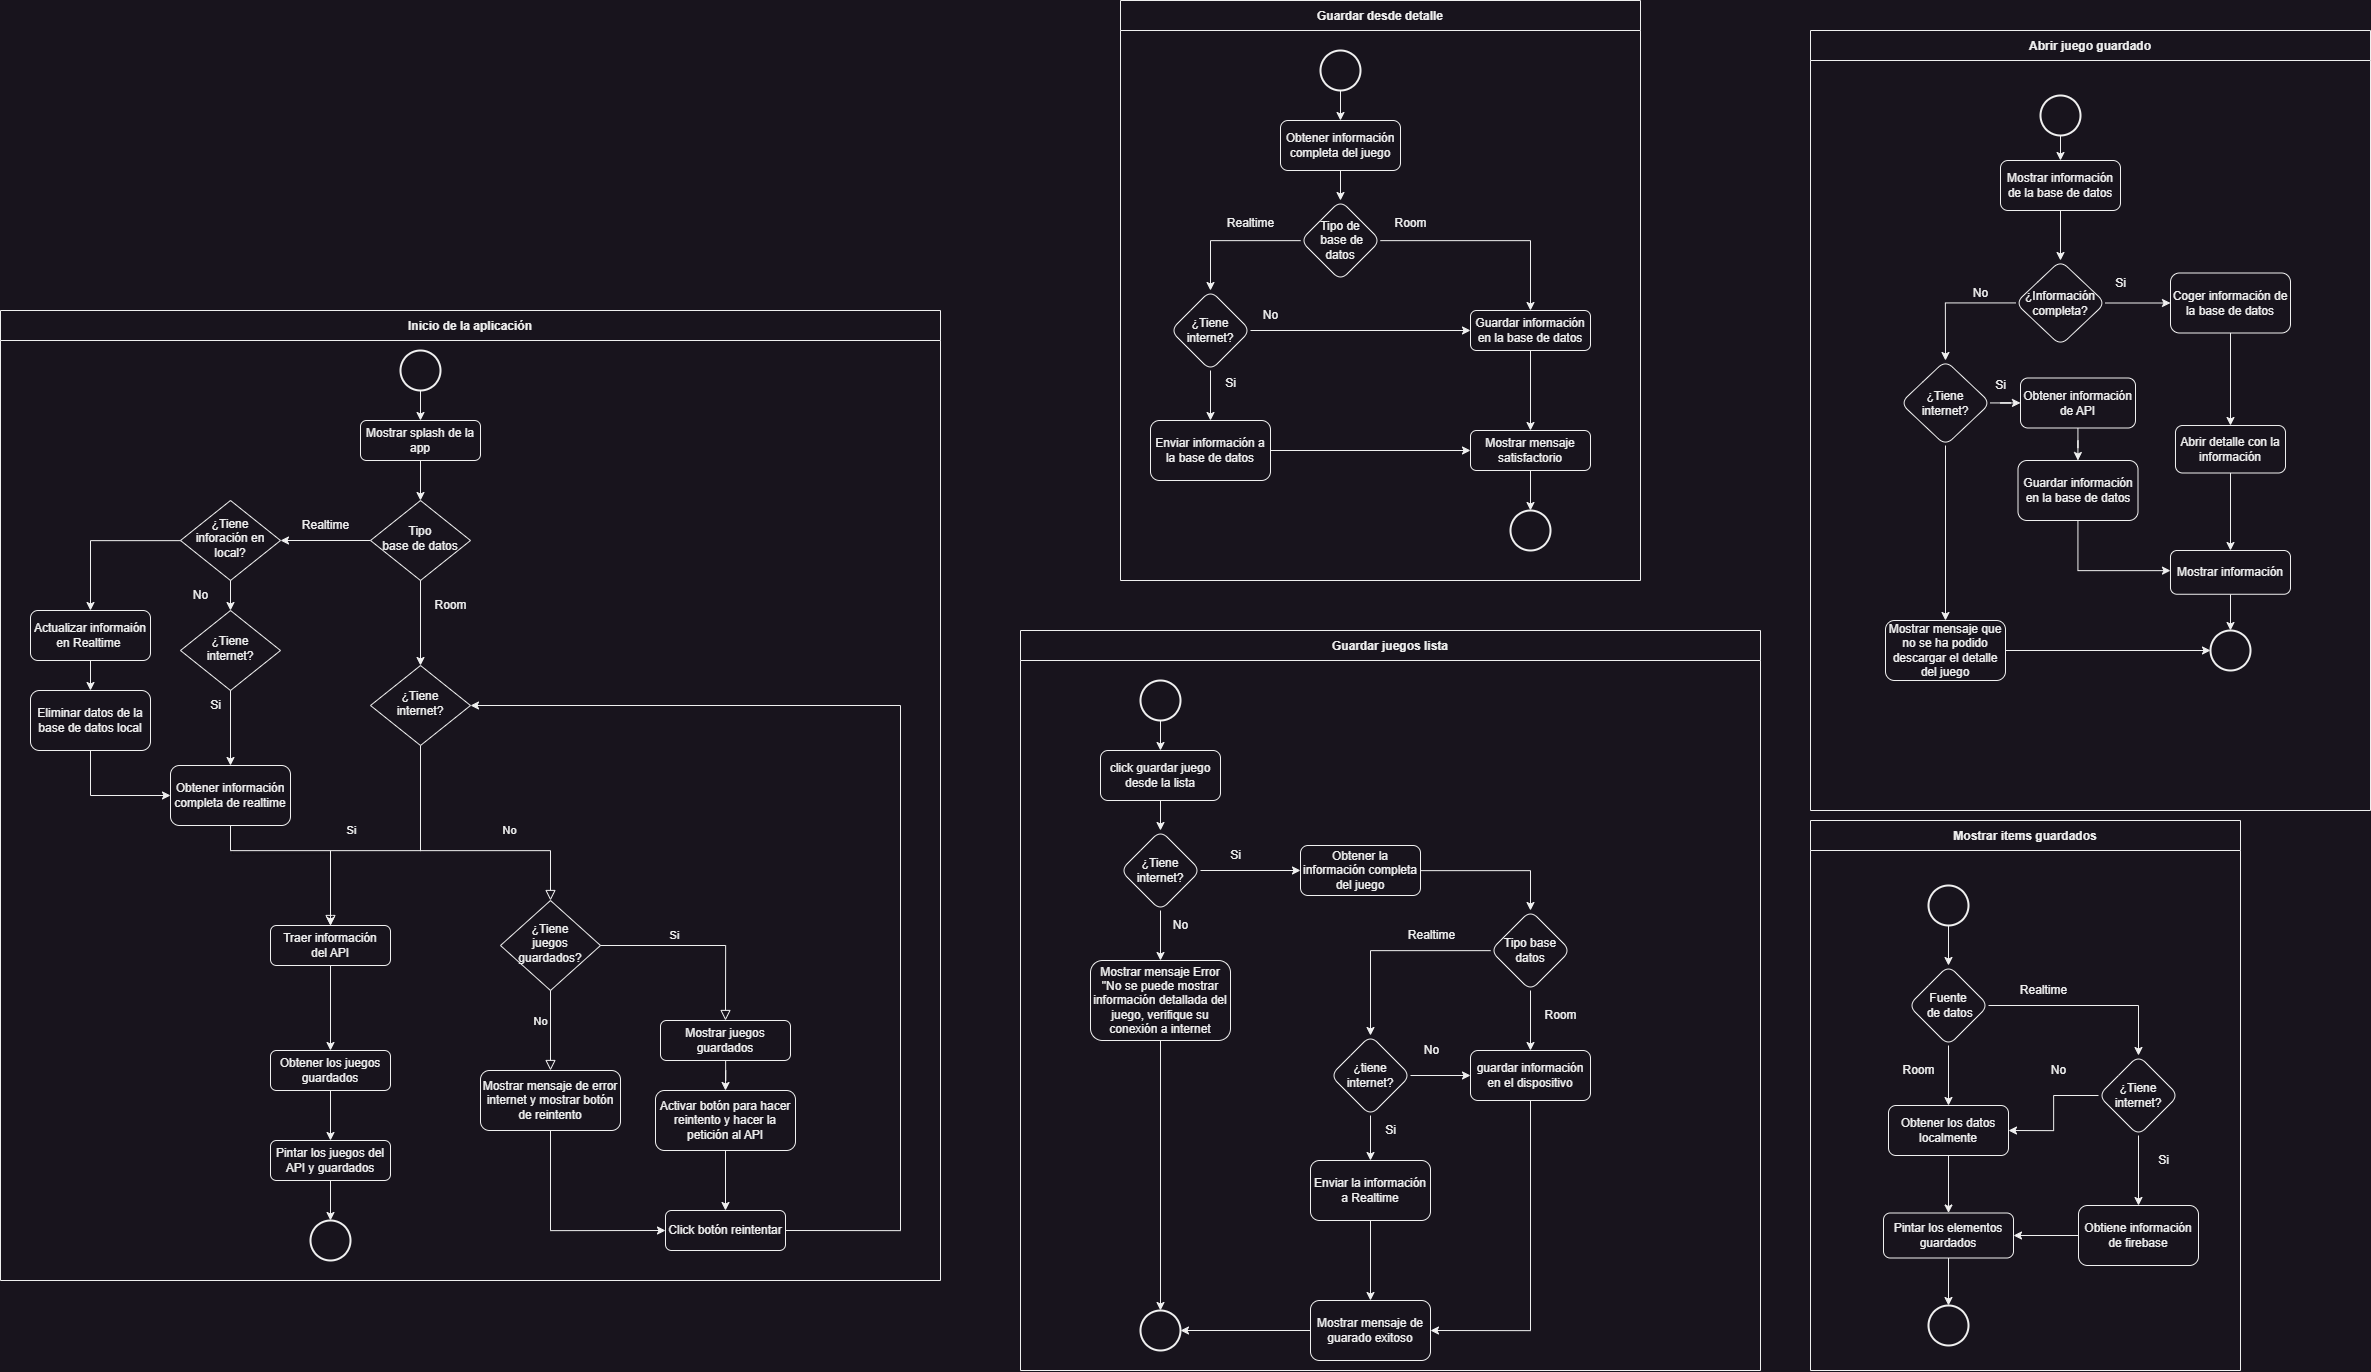 Guardar desde detalle
Obtener información
completa del juego
Realtime
Tipo de
base de
datos
Room
¿Tiene
internet?
No
Guardar información
en la base de datos
Si
Enviar información a
la base de datos
Mostrar mensaje
satisfactorio
Abrir juego guardado
Mostrar información
de la base de datos
No
¿Información
completa?
Si
Coger información de
la base de datos
¿Tiene
internet?
Si
Obtener información
de API
Abrir detalle con la
información
Guardar información
en la base de datos
Mostrar información
Mostrar mensaje que
no se ha podido
descargar el detalle
del juego
Inicio de la aplicación
Mostrar splash de la
app
¿Tiene
inforación en
local?
Realtime
Tipo
base de datos
No
Room
Actualizar informaión
en Realtime
¿Tiene
internet?
Si
¿Tiene
internet?
Eliminar datos de la
base de datos local
Obtener información
completa de realtime
Si
No
Traer información
del API
¿Tiene
juegos
guardados?
Si
No
Mostrar juegos
guardados
Obtener los juegos
guardados
Mostrar mensaje de error
internet y mostrar botón
de reintento
Activar botón para hacer
reintento y hacer la
petición al API
Pintar los juegos del
API y guardados
Click botón reintentar
Guardar juegos lista
click guardar juego
desde la lista
¿Tiene
internet?
Si
Obtener la
información completa
del juego
No
Realtime
Tipo base
datos
Mostrar mensaje Error
"No se puede mostrar
información detallada del
juego, verifique su
conexión a internet
Room
¿tiene
internet?
No
guardar información
en el dispositivo
Si
Enviar la información
a Realtime
Mostrar mensaje de
guarado exitoso
Mostrar items guardados
Fuente
de datos
Realtime
Room
No
¿Tiene
internet?
Obtener los datos
localmente
Si
Pintar los elementos
guardados
Obtiene información
de firebase